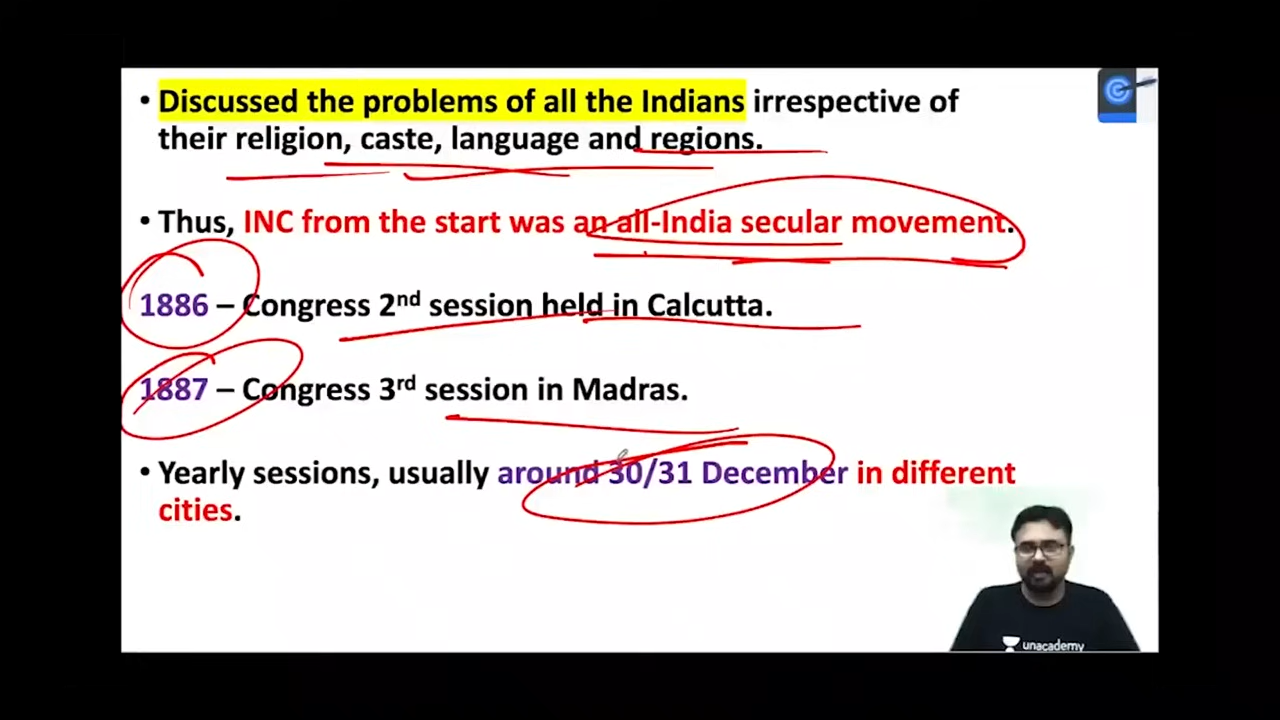 • Discussed the problems of all the Indians irrespective of
their religion, caste, language and regions.
• Thus, INC from the start was an all-India secular movement.
1886 – Congress 2nd session held in Calcutta.
1887 – Congress 3rd session in Madras.
• Yearly sessions, usually around 30/31 December in different
cities.
unacademy